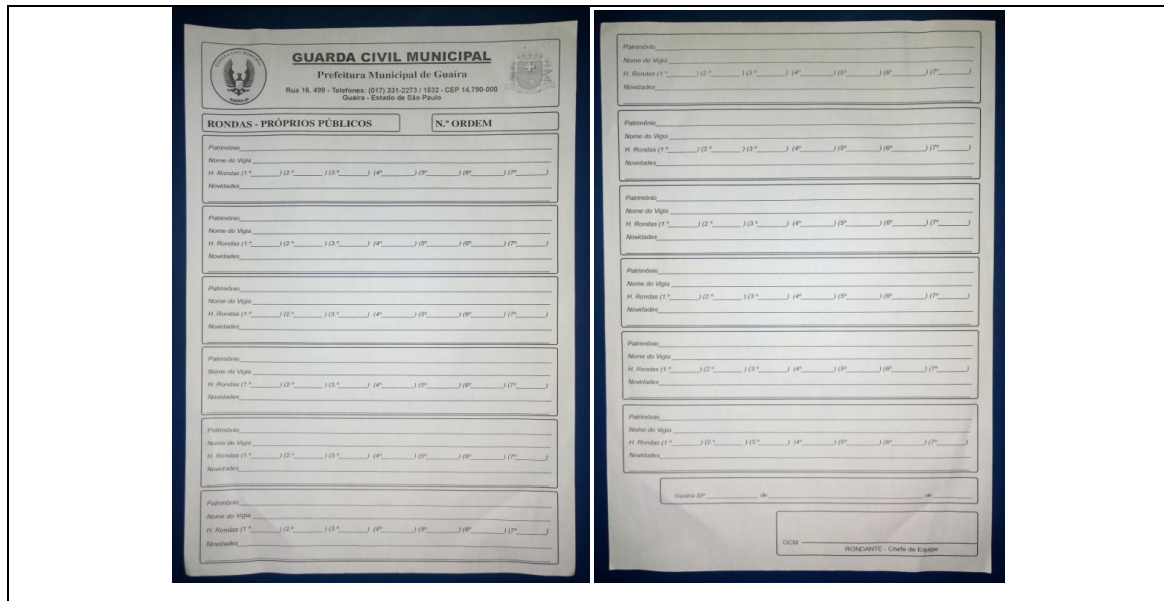 GUARDA CIVIL MUNICIPAL
Prefeitura Municipal de Guaíra
Rua 16, 499 - Telefones: (017) 331-2273 / 1532 - CEP 14.790-000
Guaira - Estado de São Paulo
RONDAS - PRÓPRIOS PÚBLICOS
N.º ORDEM
Patrimônio
Nome do Vigia
H. Rondas (1.º ) (2.º ) (3.º ) (4º ) (5º ) (6º ) (7º )
Novidades
Patrimônio
Nome do Vigia
H. Rondas (1.º ) (2.º ) (3.º ) (4º ) (5º ) (6º ) (7º )
Novidades
Patrimônio
Nome do Vigia
H. Rondas (1.º ) (2.º ) (3.º ) (4º ) (5º ) (6º ) (7º )
Novidades
Patrimônio
Nome do Vigia
H. Rondas (1.º ) (2.º ) (3.º ) (4º ) (5º ) (6º ) (7º )
Novidades
Patrimônio
Nome do Vigia
H. Rondas (1.º ) (2.º ) (3.º ) (4º ) (5º ) (6º ) (7º )
Novidades
Patrimônio
Nome do Vigia
H. Rondas (1.º ) (2.º ) (3.º ) (4º ) (5º ) (6º ) (7º )
Novidades
Patrimônio
Nome do Vigia
H. Rondas (1.º ) (2.º ) (3.º ) (4º ) (5º ) (6º ) (7º )
Novidades
Patrimônio
Nome do Vigia
H. Rondas (1.º ) (2.º ) (3.º ) (4º ) (5º ) (6º ) (7º )
Novidades
Patrimônio
Nome do Vigia
H. Rondas (1.º ) (2.º ) (3.º ) (4º ) (5º ) (6º ) (7º )
Novidades
Patrimônio
Nome do Vigia
H. Rondas (1.º ) (2.º ) (3.º ) (4º ) (5º ) (6º ) (7º )
Novidades
Patrimônio
Nome do Vigia
H. Rondas (1.º ) (2.º ) (3.º ) (4º ) (5º ) (6º ) (7º )
Novidades
Patrimônio
Nome do Vigia
H. Rondas (1.º ) (2.º ) (3.º ) (4º ) (5º ) (6º ) (7º )
Novidades
Guaíra-SP de de
GCM
RONDANTE - Chefe de Equipe